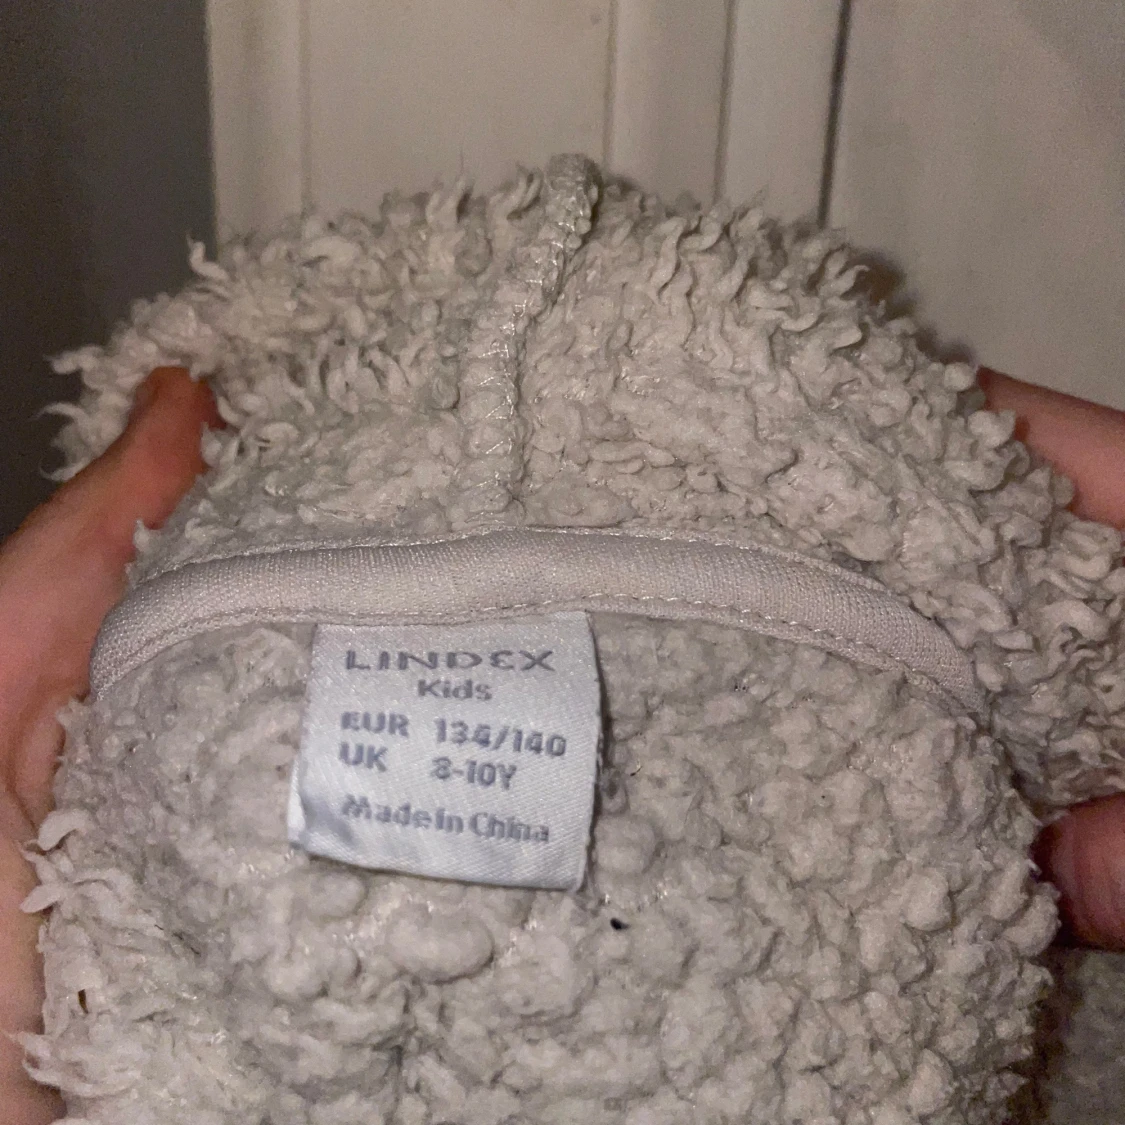 LINDEX
Kids
EUR 134/140
UK 8-10Y
Made in China